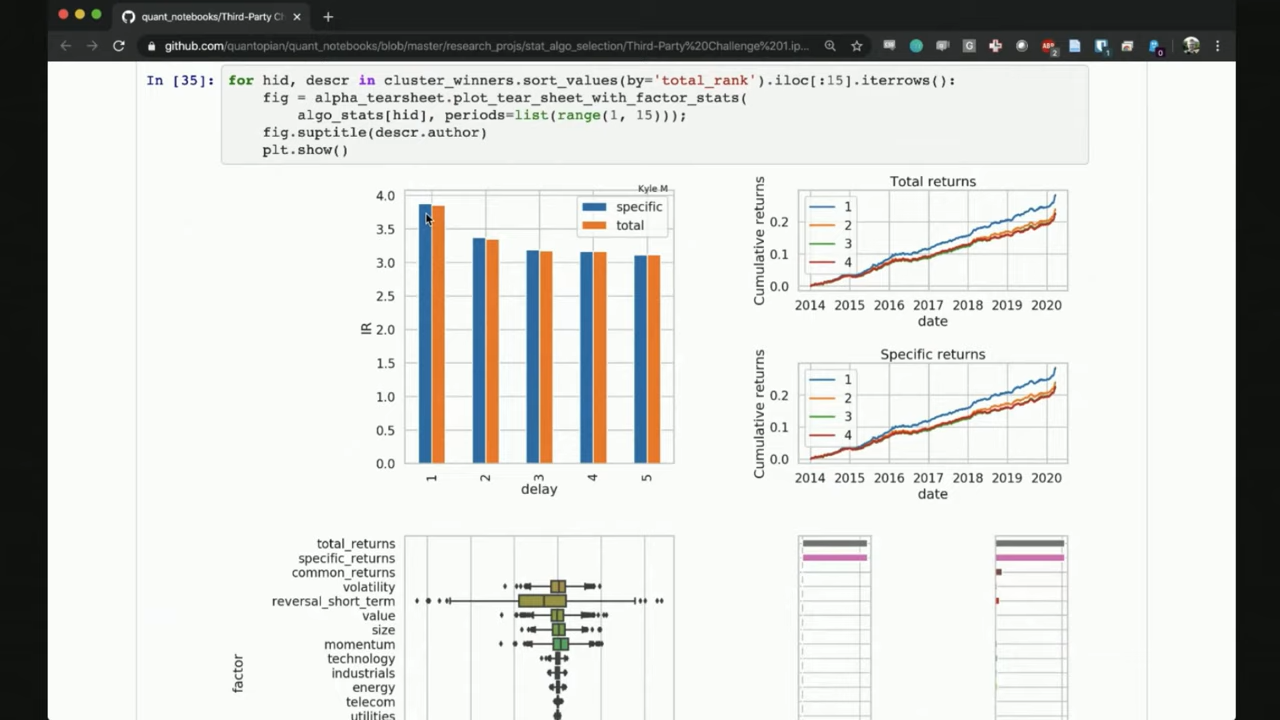 quant_notebooks/Third-Party Ch
github.com/quantopian/quant_notebooks/blob/master/research_projs/stat_algo_selection/Third-Party%20Challenge%201.ip...
In [35]:
for hid, descr in cluster_winners.sort_values(by='total_rank').iloc[:15].iterrows():
fig = alpha_tearsheet.plot_tear_sheet_with_factor_stats(
algo_stats[hid], periods=list(range(1, 15)));
fig.suptitle(descr.author)
plt.show()
Kyle M
4.0
3.5
3.0
2.5
2.0
1.5
1.0
0.5
0.0
IR
specific
total
1 2 3 4 5
delay
Total returns
Cumulative returns
0.2
0.1
0.0
1
2
3
4
2014 2015 2016 2017 2018 2019 2020
date
Specific returns
Cumulative returns
0.2
0.1
0.0
1
2
3
4
2014 2015 2016 2017 2018 2019 2020
date
factor
total_returns
specific_returns
common_returns
volatility
reversal_short_term
value
size
momentum
technology
industrials
energy
telecom
utilities